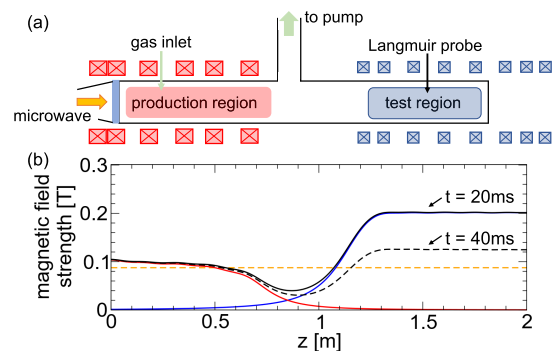 (a)
to pump
gas inlet
Langmuir probe
production region
test region
microwave
(b)
magnetic field
strength [T]
0.3
0.2
0.1
0
t = 20ms
t = 40ms
0
0.5
1
1.5
2
z [m]